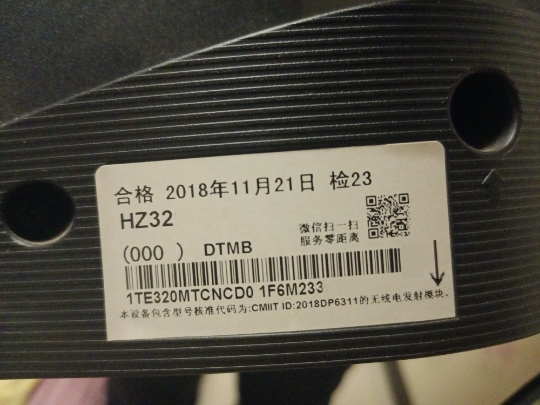 合格 2018年11月21日 检23
HZ32
微信扫一扫
服务零距离
(000 ) DTMB
1TE320MTCNCD0 1F6M233
本设备包含型号核准代码为:CMIIT ID:2018DP6311的无线电发射模块。